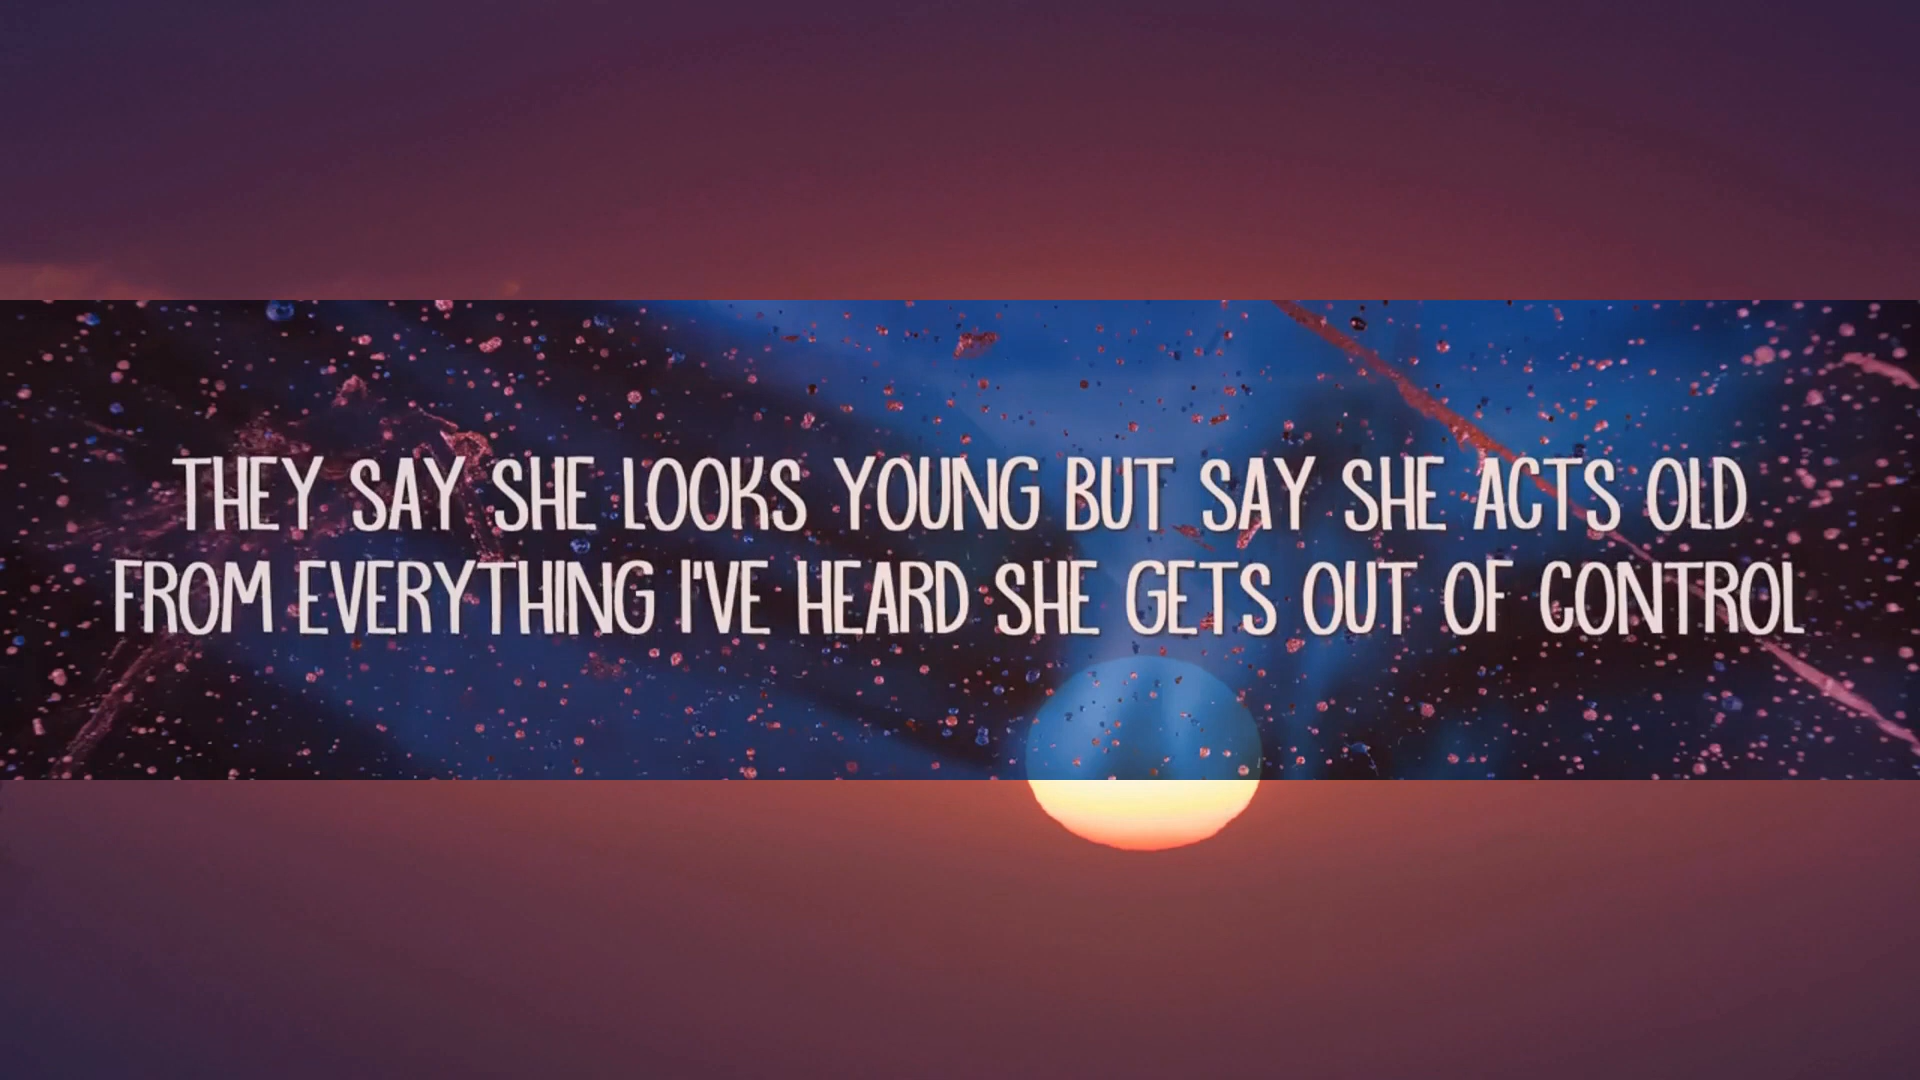 THEY SAY SHE LOOKS YOUNG BUT SAY SHE ACTS OLD
FROM EVERYTHING I'VE HEARD SHE GETS OUT OF CONTROL